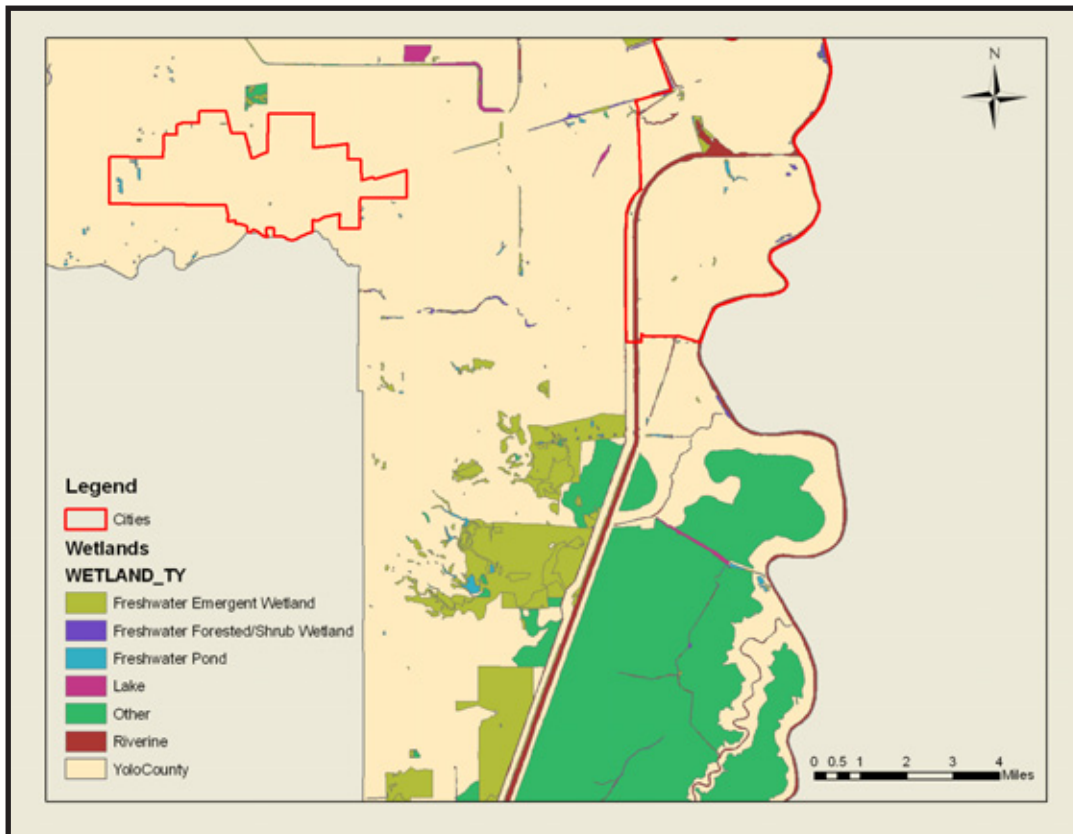 N
Legend
Cities
Wetlands
WETLAND_TY
Freshwater Emergent Wetland
Freshwater Forested/Shrub Wetland
Freshwater Pond
Lake
Other
Riverine
YoloCounty
0 0.5 1 2 3 4
Miles